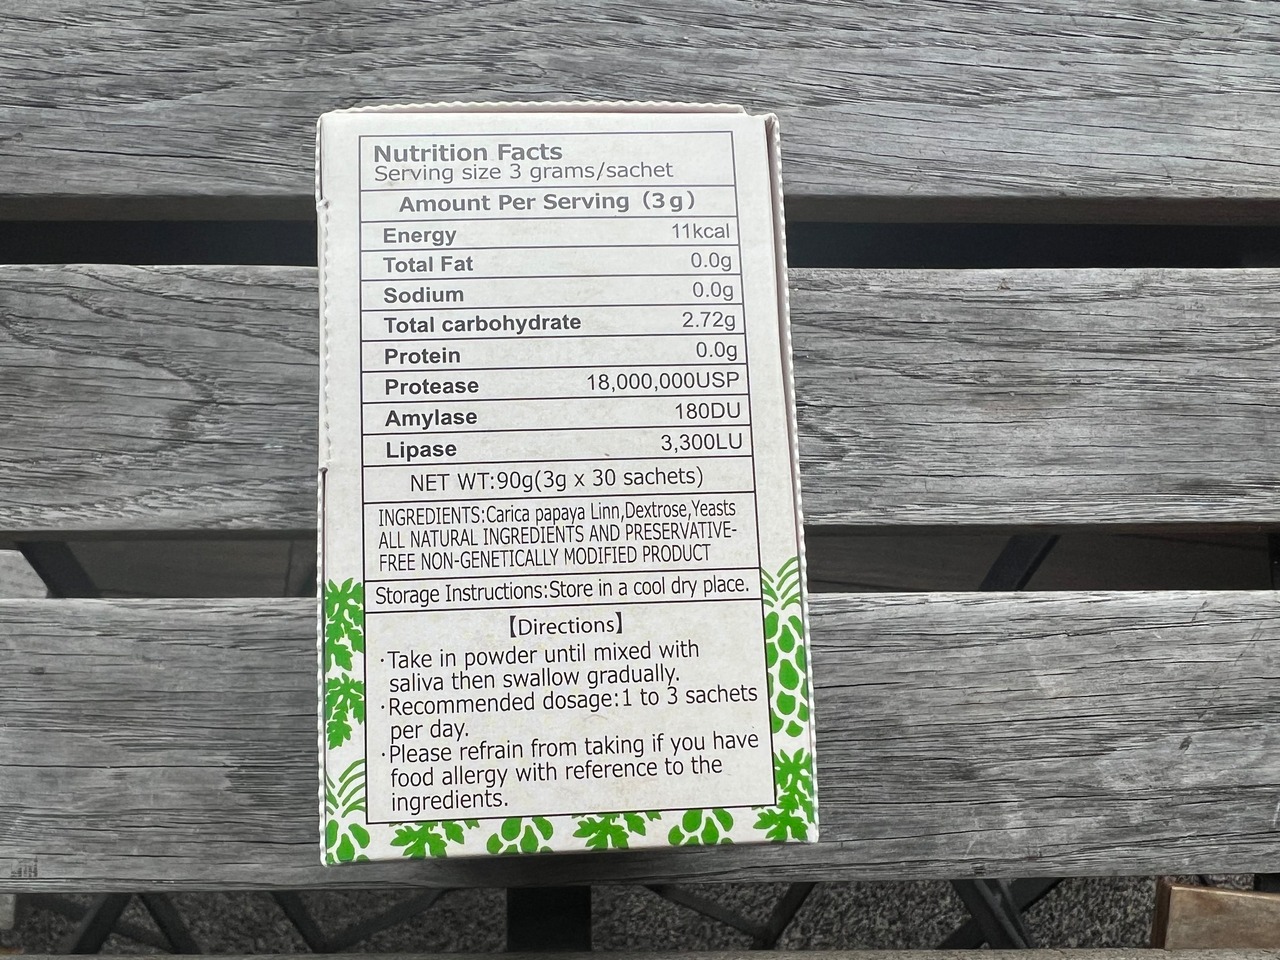 Nutrition Facts
Serving size 3 grams/sachet
Amount Per Serving (3g)
Energy 11kcal
Total Fat 0.0g
Sodium 0.0g
Total carbohydrate 2.72g
Protein 0.0g
Protease 18,000,000USP
Amylase 180DU
Lipase 3,300LU
NET WT:90g(3g x 30 sachets)
INGREDIENTS:Carica papaya Linn,Dextrose,Yeasts
ALL NATURAL INGREDIENTS AND PRESERVATIVE-
FREE NON-GENETICALLY MODIFIED PRODUCT
Storage Instructions:Store in a cool dry place.
【Directions】
·Take in powder until mixed with
saliva then swallow gradually.
·Recommended dosage:1 to 3 sachets
per day.
·Please refrain from taking if you have
food allergy with reference to the
ingredients.